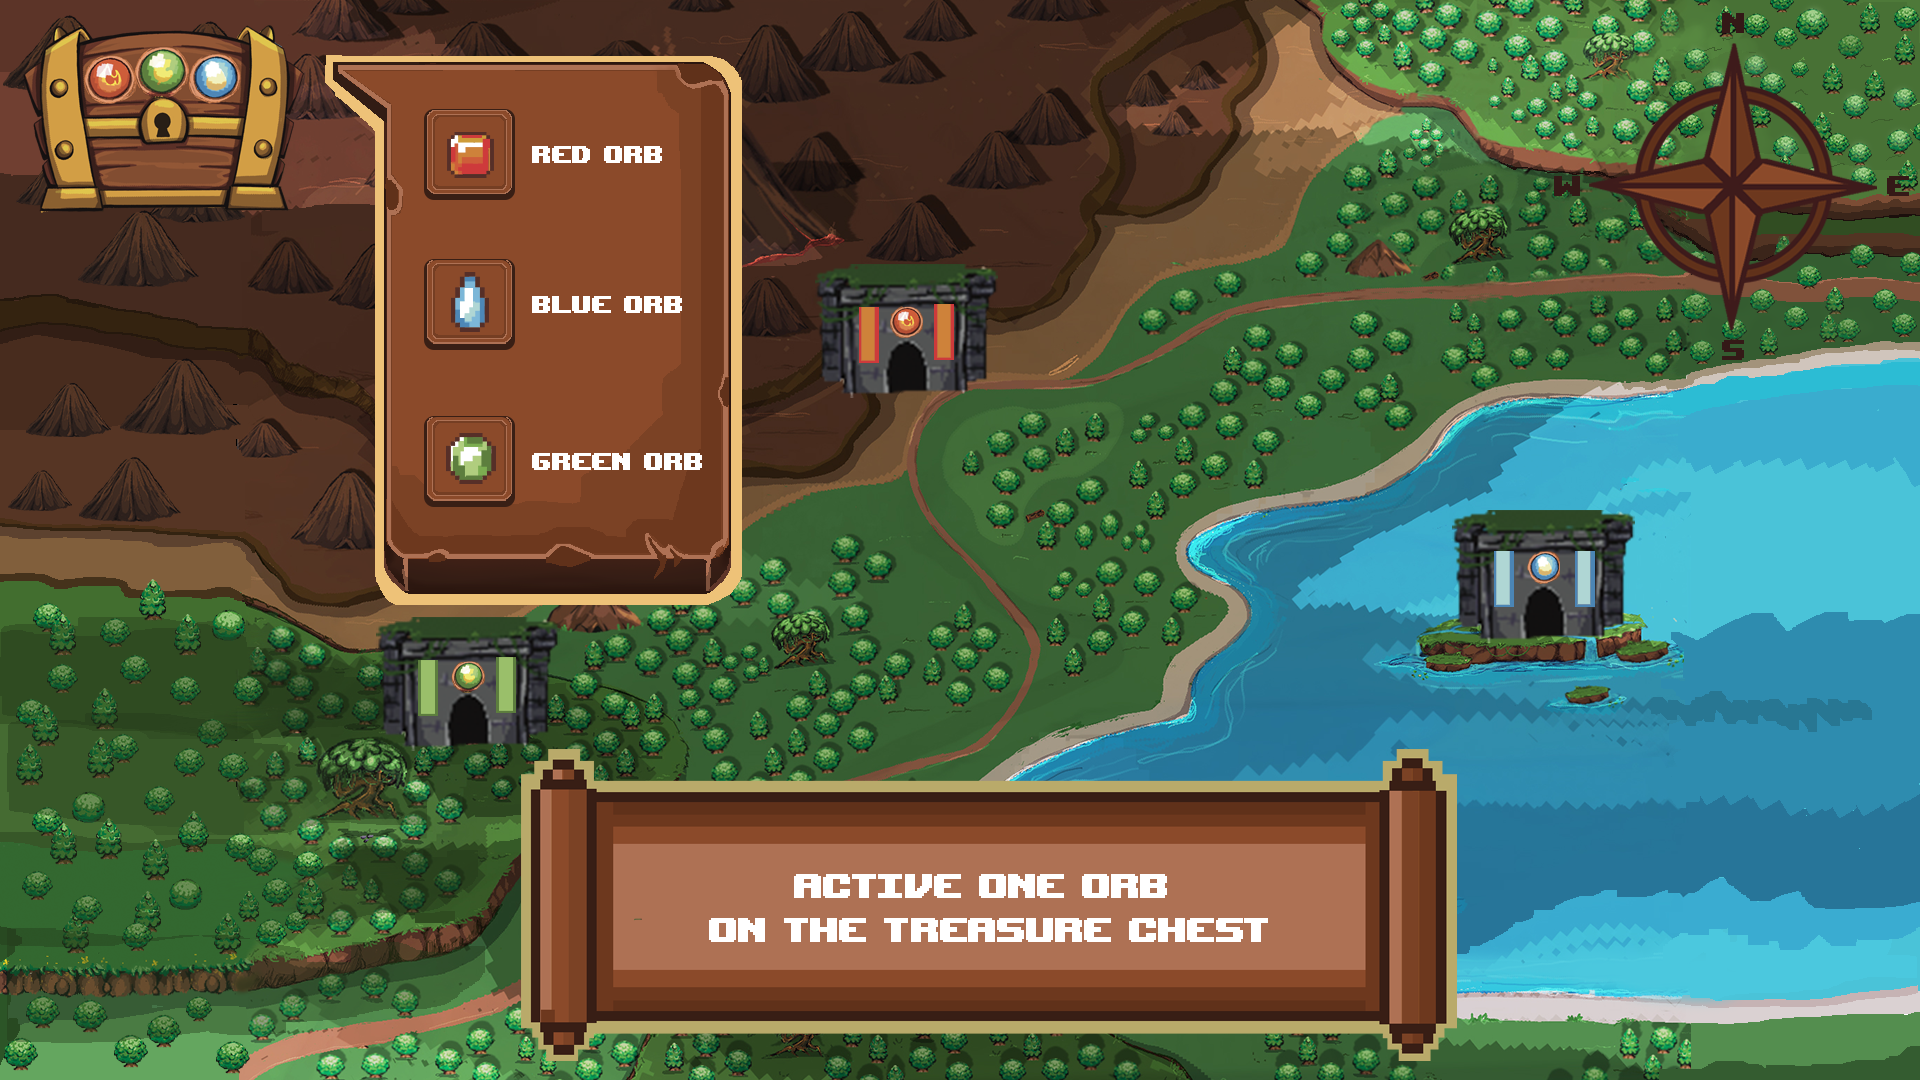 RED ORB
BLUE ORB
GREEN ORB
N
W
E
S
ACTIVE ONE ORB
ON THE TREASURE CHEST